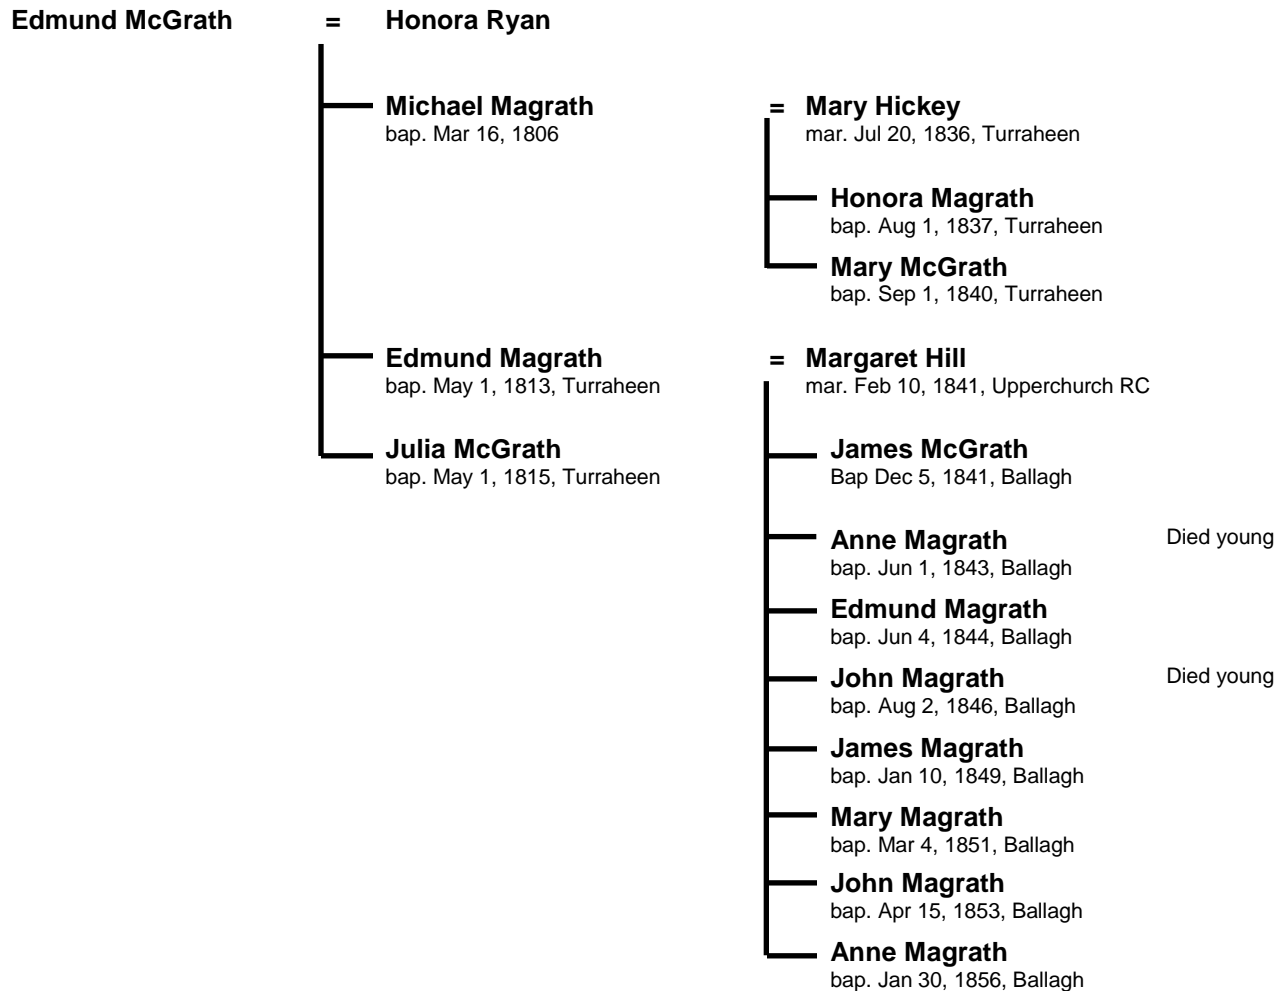 Edmund McGrath = Honora Ryan
Michael Magrath = Mary Hickey
bap. Mar 16, 1806 mar. Jul 20, 1836, Turraheen
Honora Magrath
bap. Aug 1, 1837, Turraheen
Mary McGrath
bap. Sep 1, 1840, Turraheen
Edmund Magrath = Margaret Hill
bap. May 1, 1813, Turraheen mar. Feb 10, 1841, Upperchurch RC
Julia McGrath James McGrath
bap. May 1, 1815, Turraheen Bap Dec 5, 1841, Ballagh
Anne Magrath Died young
bap. Jun 1, 1843, Ballagh
Edmund Magrath
bap. Jun 4, 1844, Ballagh
John Magrath Died young
bap. Aug 2, 1846, Ballagh
James Magrath
bap. Jan 10, 1849, Ballagh
Mary Magrath
bap. Mar 4, 1851, Ballagh
John Magrath
bap. Apr 15, 1853, Ballagh
Anne Magrath
bap. Jan 30, 1856, Ballagh